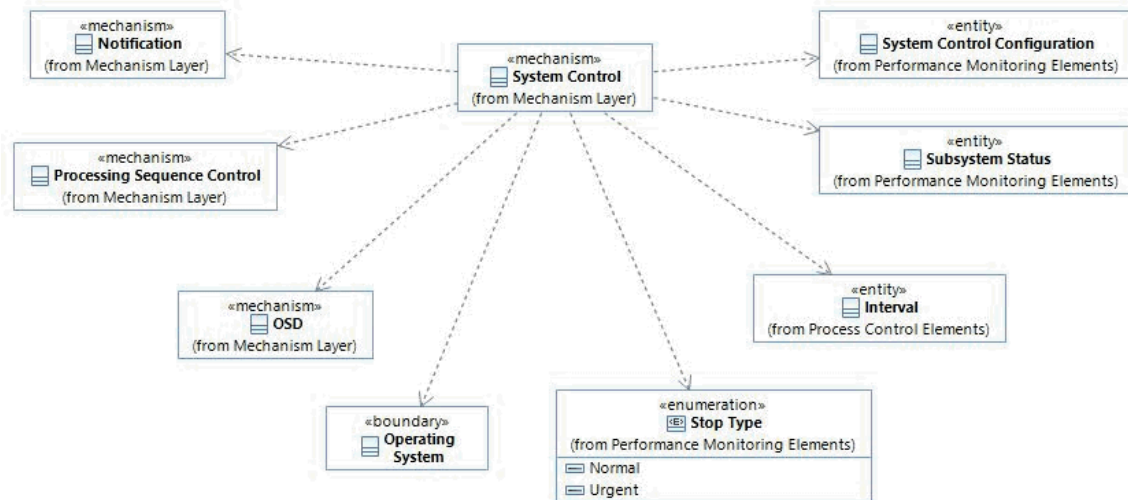 «mechanism»
Notification
(from Mechanism Layer)
«mechanism»
System Control
(from Mechanism Layer)
«entity»
System Control Configuration
(from Performance Monitoring Elements)
«mechanism»
Processing Sequence Control
(from Mechanism Layer)
«entity»
Subsystem Status
(from Performance Monitoring Elements)
«mechanism»
OSD
(from Mechanism Layer)
«entity»
Interval
(from Process Control Elements)
«boundary»
Operating
System
«enumeration»
Stop Type
(from Performance Monitoring Elements)
Normal
Urgent